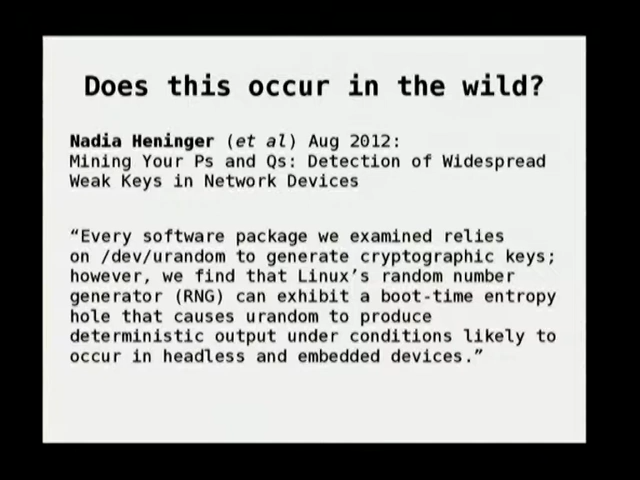 Does this occur in the wild?
Nadia Heninger (et al) Aug 2012:
Mining Your Ps and Qs: Detection of Widespread
Weak Keys in Network Devices
“Every software package we examined relies
on /dev/urandom to generate cryptographic keys;
however, we find that Linux’s random number
generator (RNG) can exhibit a boot-time entropy
hole that causes urandom to produce
deterministic output under conditions likely to
occur in headless and embedded devices.”